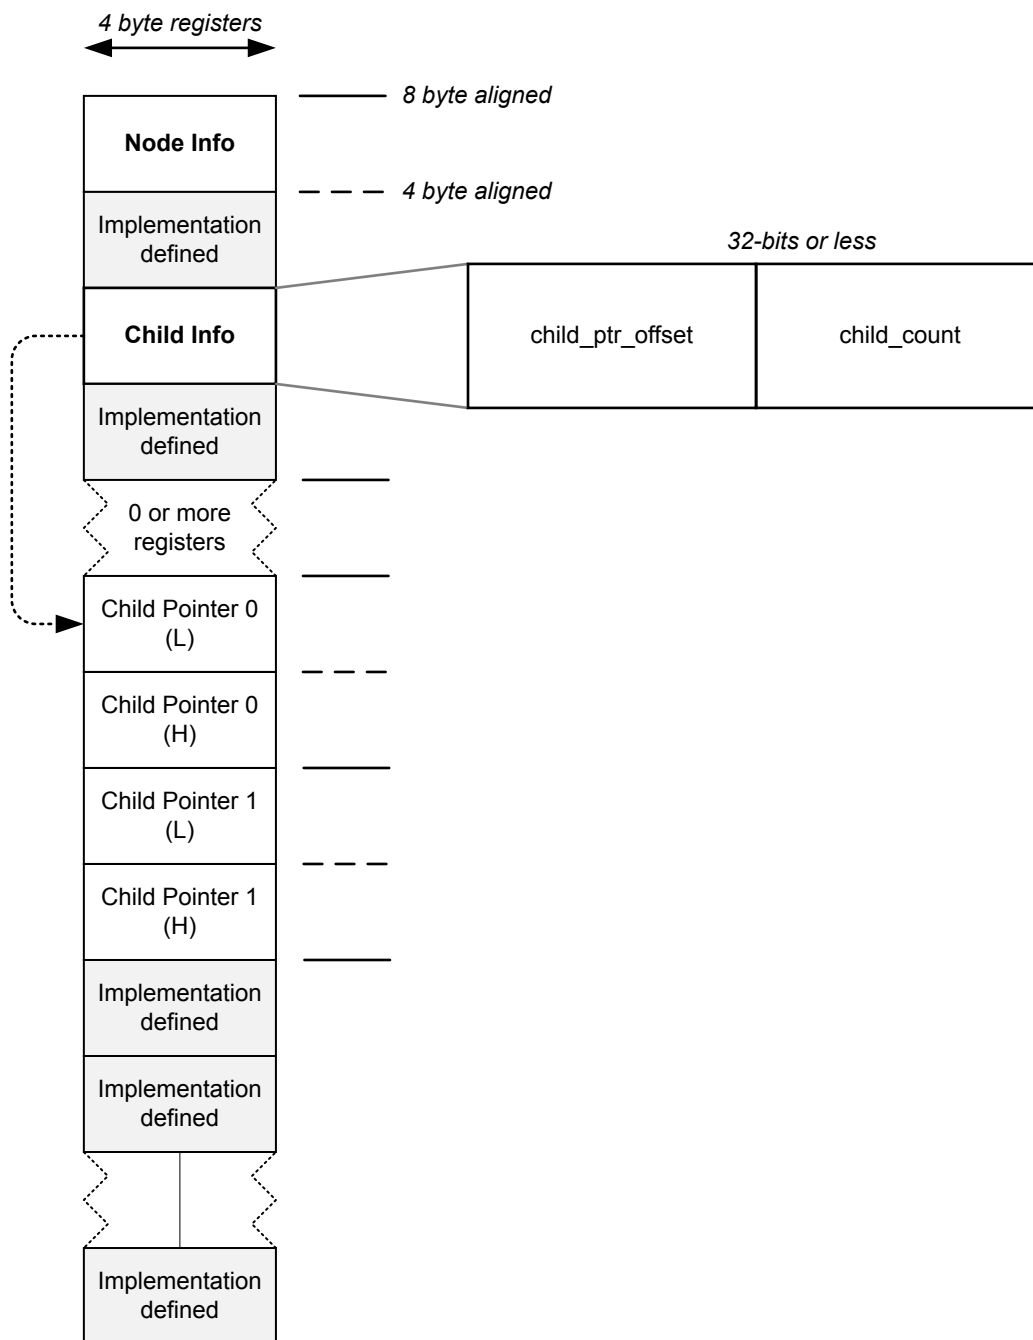 4 byte registers
8 byte aligned
Node Info
4 byte aligned
Implementation
defined
32-bits or less
Child Info
child_ptr_offset
child_count
Implementation
defined
0 or more
registers
Child Pointer 0
(L)
Child Pointer 0
(H)
Child Pointer 1
(L)
Child Pointer 1
(H)
Implementation
defined
Implementation
defined
Implementation
defined